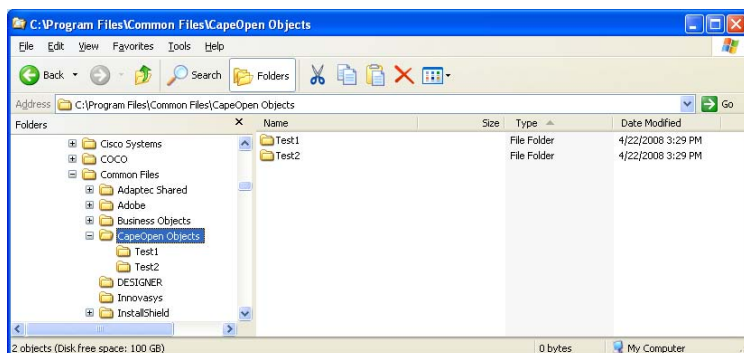 C:\Program Files\Common Files\CapeOpen Objects
File Edit View Favorites Tools Help
Back Search Folders
Address C:\Program Files\Common Files\CapeOpen Objects Go
Folders Name Size Type Date Modified
Cisco Systems
COCO
Common Files
Adaptec Shared
Adobe
Business Objects
CapeOpen Objects
Test1
Test2
DESIGNER
Innovasys
InstallShield
Test1 File Folder 4/22/2008 3:29 PM
Test2 File Folder 4/22/2008 3:29 PM
2 objects (Disk free space: 100 GB) 0 bytes My Computer